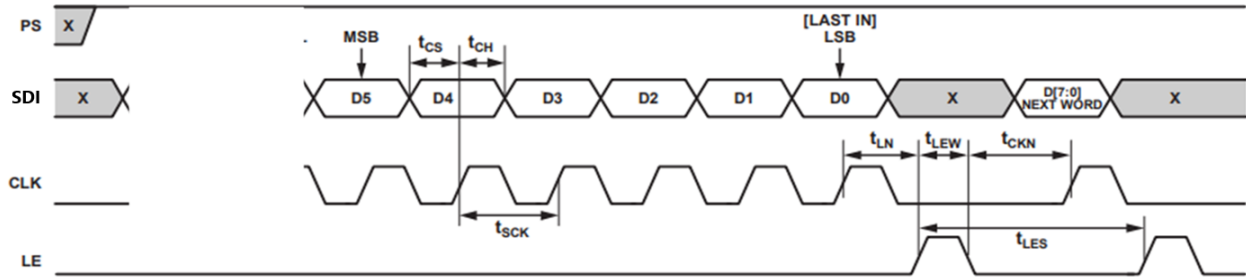 PS
X
MSB
tCS
tCH
[LAST IN]
LSB
SDI
X
D5
D4
D3
D2
D1
D0
X
D[7:0]
NEXT WORD
X
tLN
tLEW
tCKN
CLK
tSCK
tLES
LE